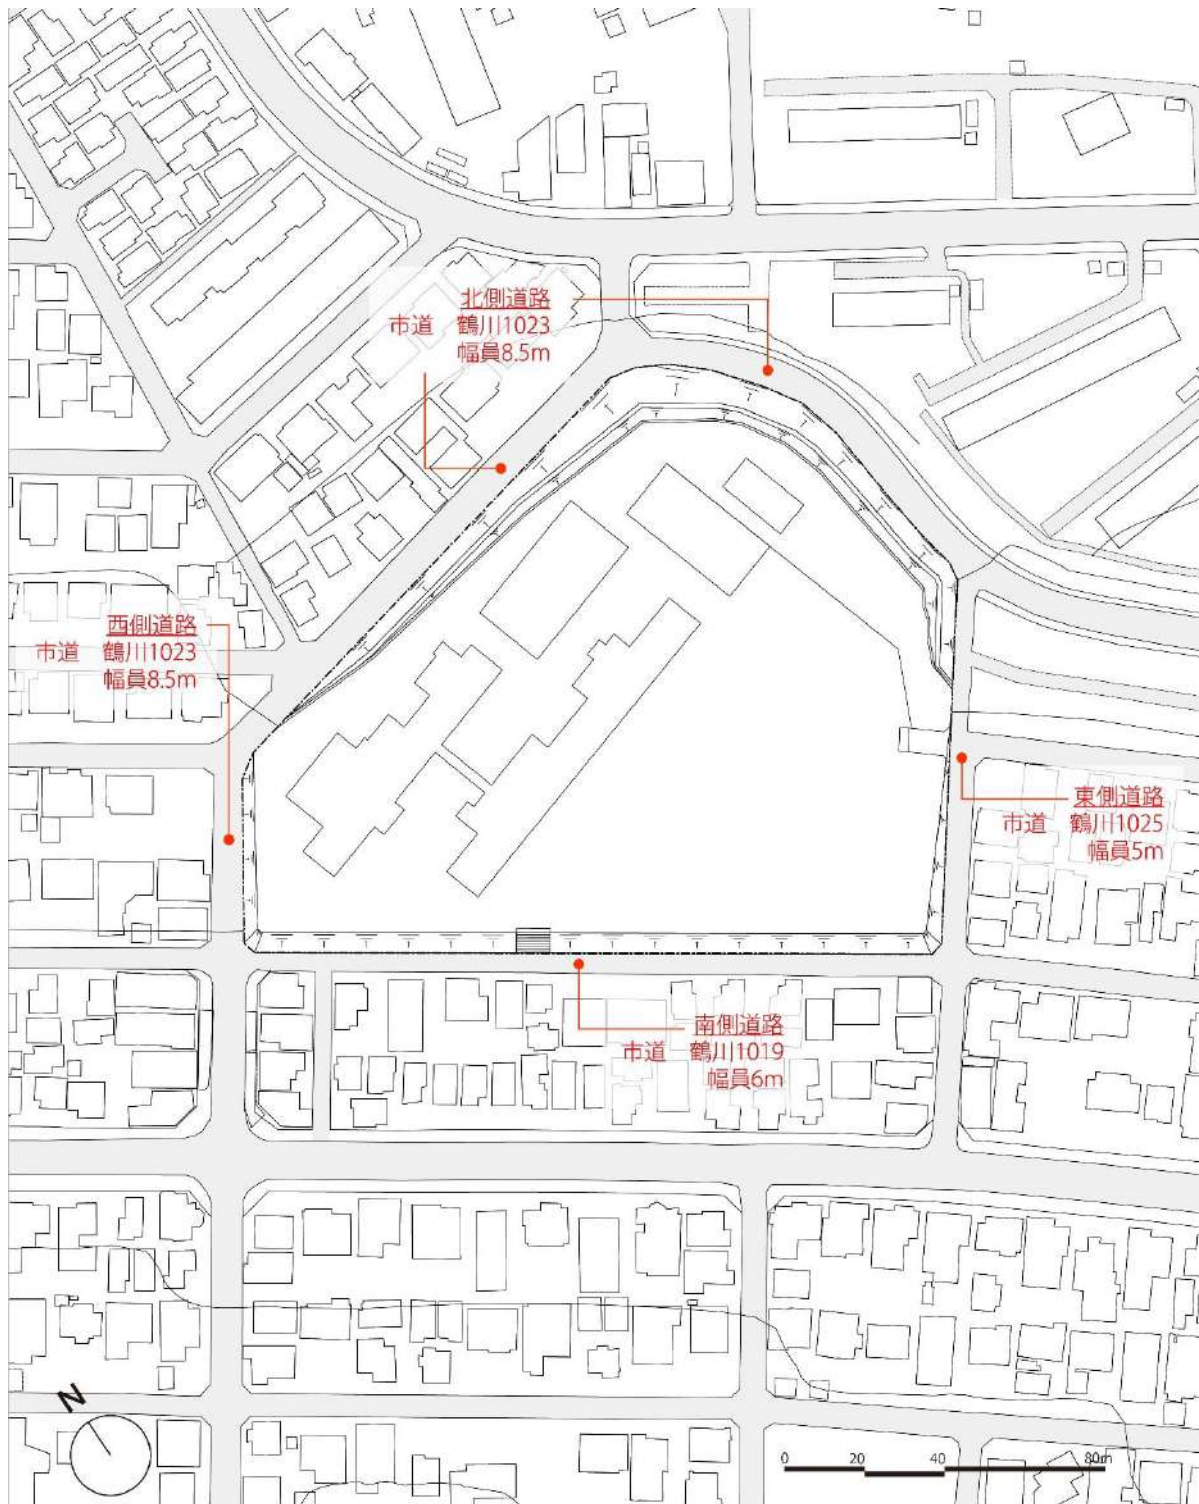 北側道路
市道 鶴川1023
幅員8.5m
西側道路
市道 鶴川1023
幅員8.5m
東側道路
市道 鶴川1025
幅員5m
南側道路
市道 鶴川1019
幅員6m
N
0 20 40 80m